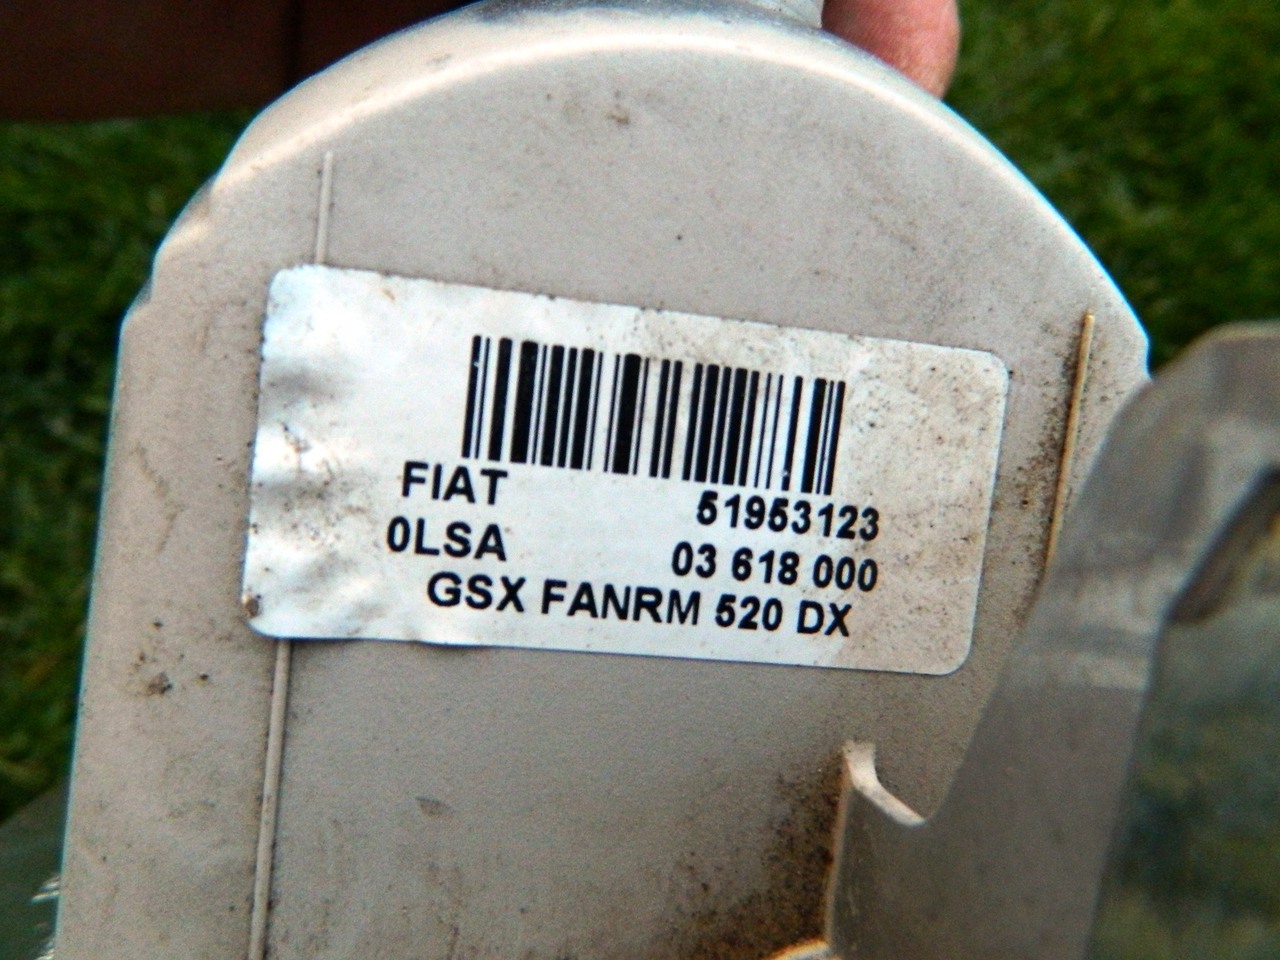 FIAT 51953123
0LSA 03 618 000
GSX FANRM 520 DX